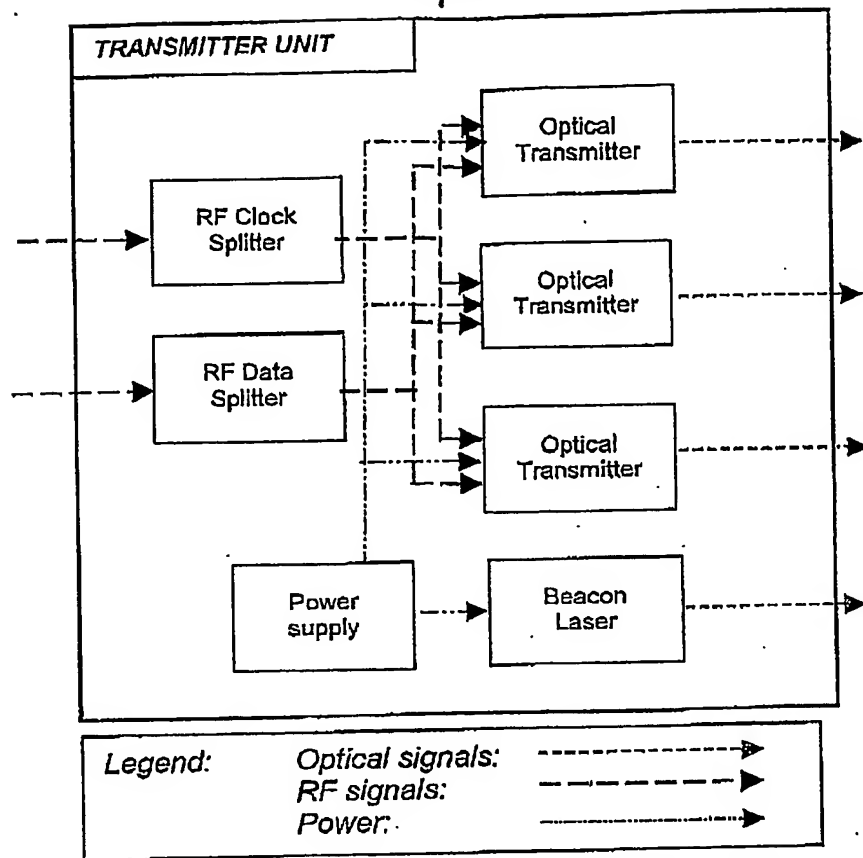 TRANSMITTER UNIT
Optical
Transmitter
RF Clock
Splitter
Optical
Transmitter
RF Data
Splitter
Optical
Transmitter
Power
supply
Beacon
Laser
Legend: Optical signals:
RF signals:
Power: